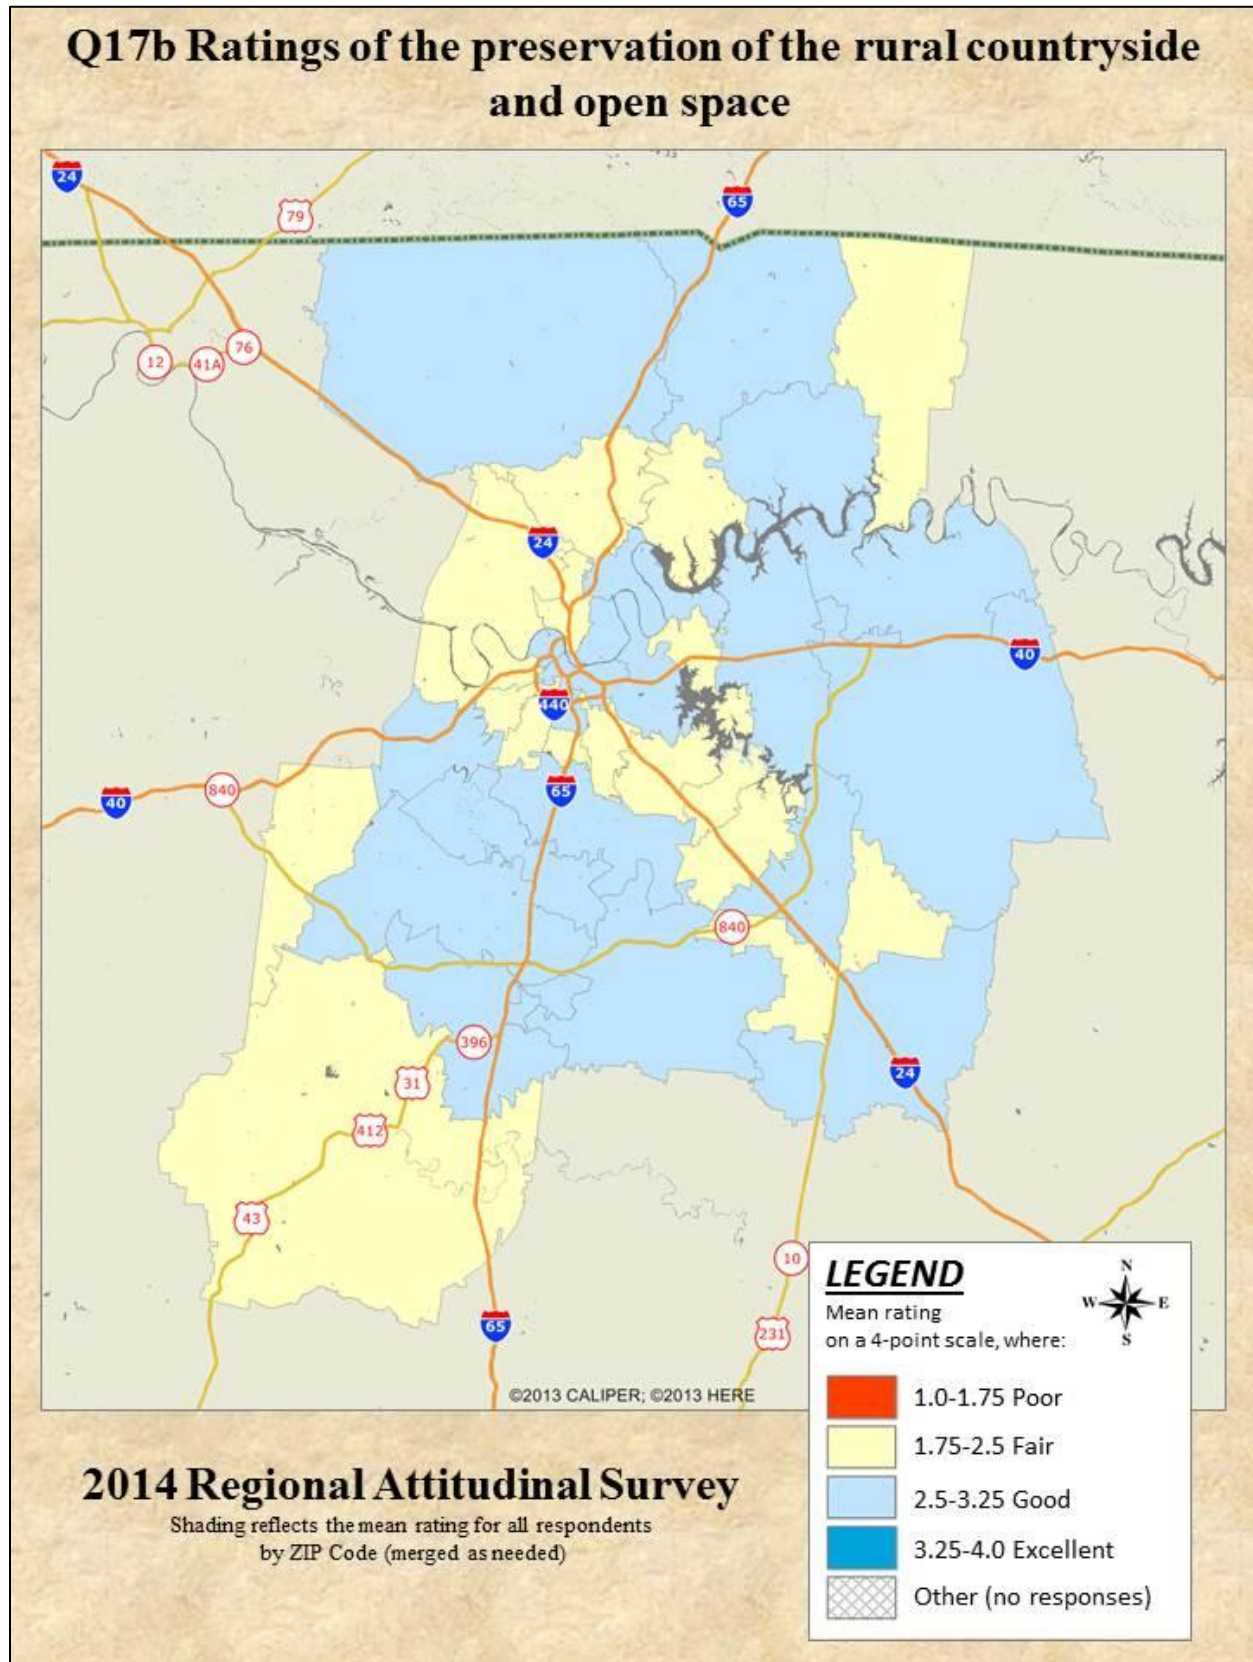 Q17b Ratings of the preservation of the rural countryside
and open space
24
65
79
12
41A
76
24
40
440
840
40
65
840
396
31
24
412
43
10
65
231
©2013 CALIPER; ©2013 HERE
LEGEND
Mean rating
on a 4-point scale, where:
N
W E
S
1.0-1.75 Poor
1.75-2.5 Fair
2.5-3.25 Good
3.25-4.0 Excellent
Other (no responses)
2014 Regional Attitudinal Survey
Shading reflects the mean rating for all respondents
by ZIP Code (merged as needed)